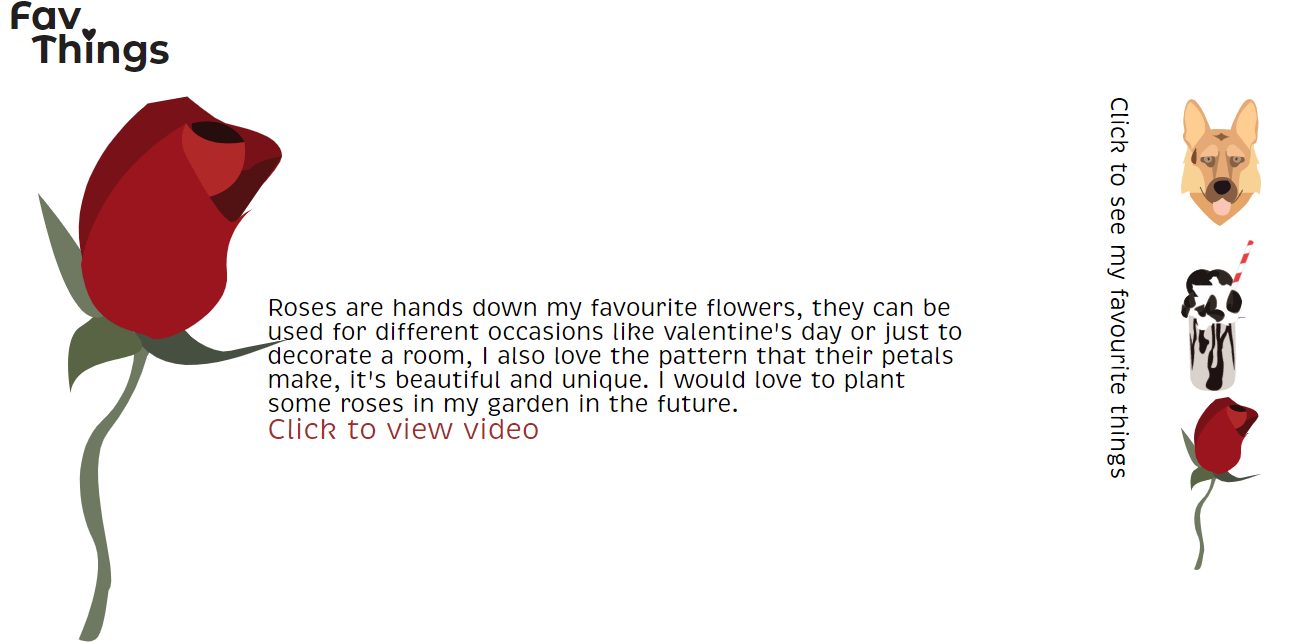 Fav
Things
Roses are hands down my favourite flowers, they can be
used for different occasions like valentine's day or just to
decorate a room, I also love the pattern that their petals
make, it's beautiful and unique. I would love to plant
some roses in my garden in the future.
Click to view video
Click to see my favourite things